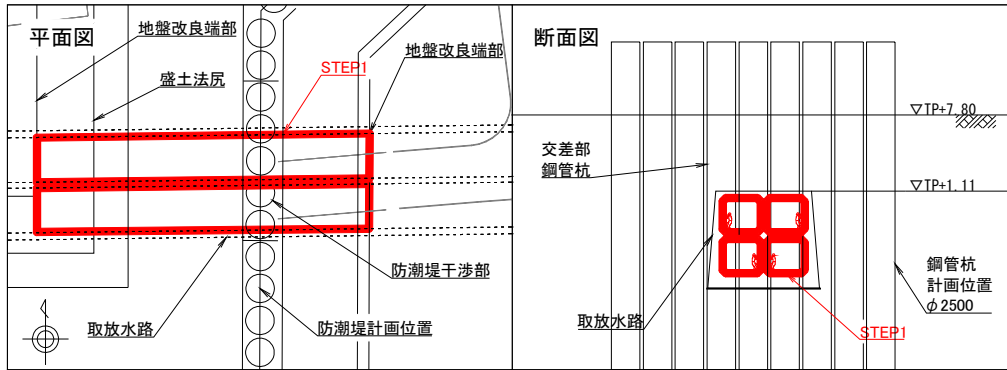 平面図
地盤改良端部
盛土法尻
STEP1
地盤改良端部
防潮堤干渉部
取放水路
防潮堤計画位置
断面図
▽TP+7.80
交差部
鋼管杭
▽TP+1.11
鋼管杭
計画位置
φ2500
取放水路
STEP1